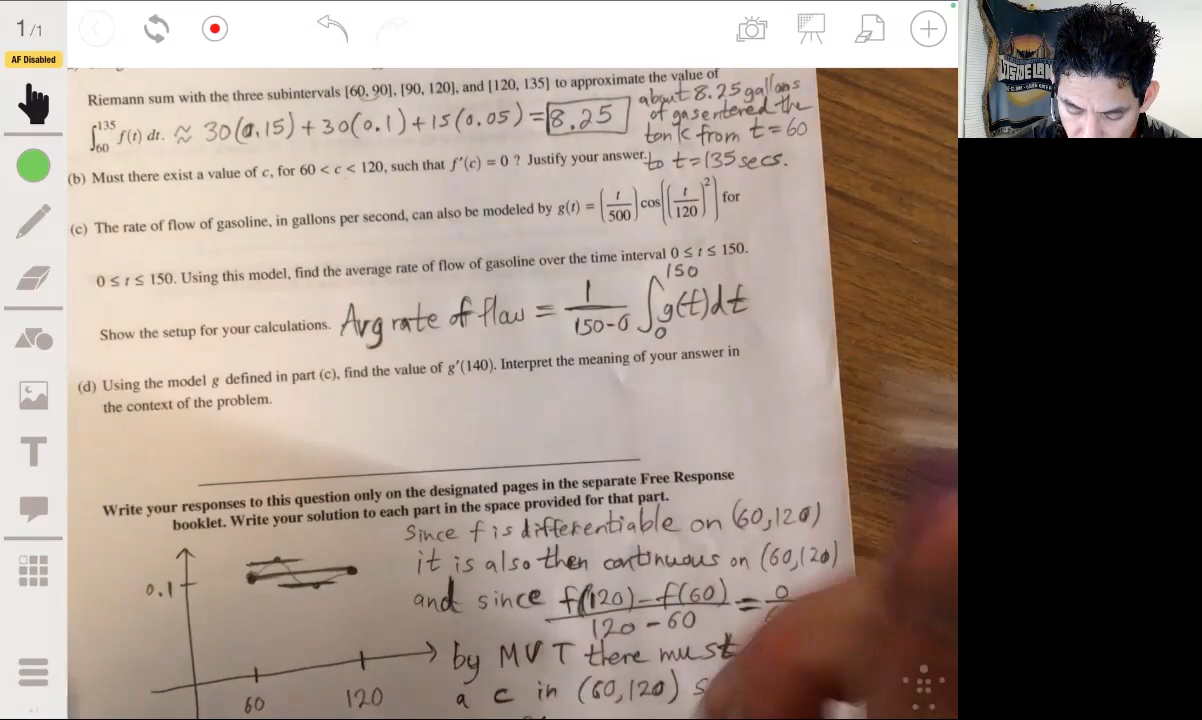 1/1
AF Disabled
Riemann sum with the three subintervals [60, 90], [90, 120], and [120, 135] to approximate the value of
∫₆₀¹³⁵ f(t) dt. ≈ 30(0.15) + 30(0.1) + 15(0.05) = 8.25
about 8.25 gallons
of gas entered the
tank from t=60
to t=135 secs.
(b) Must there exist a value of c, for 60 < c < 120, such that f′(c) = 0 ? Justify your answer.
(c) The rate of flow of gasoline, in gallons per second, can also be modeled by g(t) = (t/500) cos((t/120)²) for
0 ≤ t ≤ 150. Using this model, find the average rate of flow of gasoline over the time interval 0 ≤ t ≤ 150.
Show the setup for your calculations. Avg rate of flow = 1/(150-0) ∫₀¹⁵⁰ g(t)dt
(d) Using the model g defined in part (c), find the value of g′(140). Interpret the meaning of your answer in
the context of the problem.
Write your responses to this question only on the designated pages in the separate Free Response
booklet. Write your solution to each part in the space provided for that part.
Since f is differentiable on (60,120)
it is also then continuous on (60,120)
0.1
and since f(120)-f(60)/120-60 = 0
by MVT there must
a c in (60,120) s
60
120
T